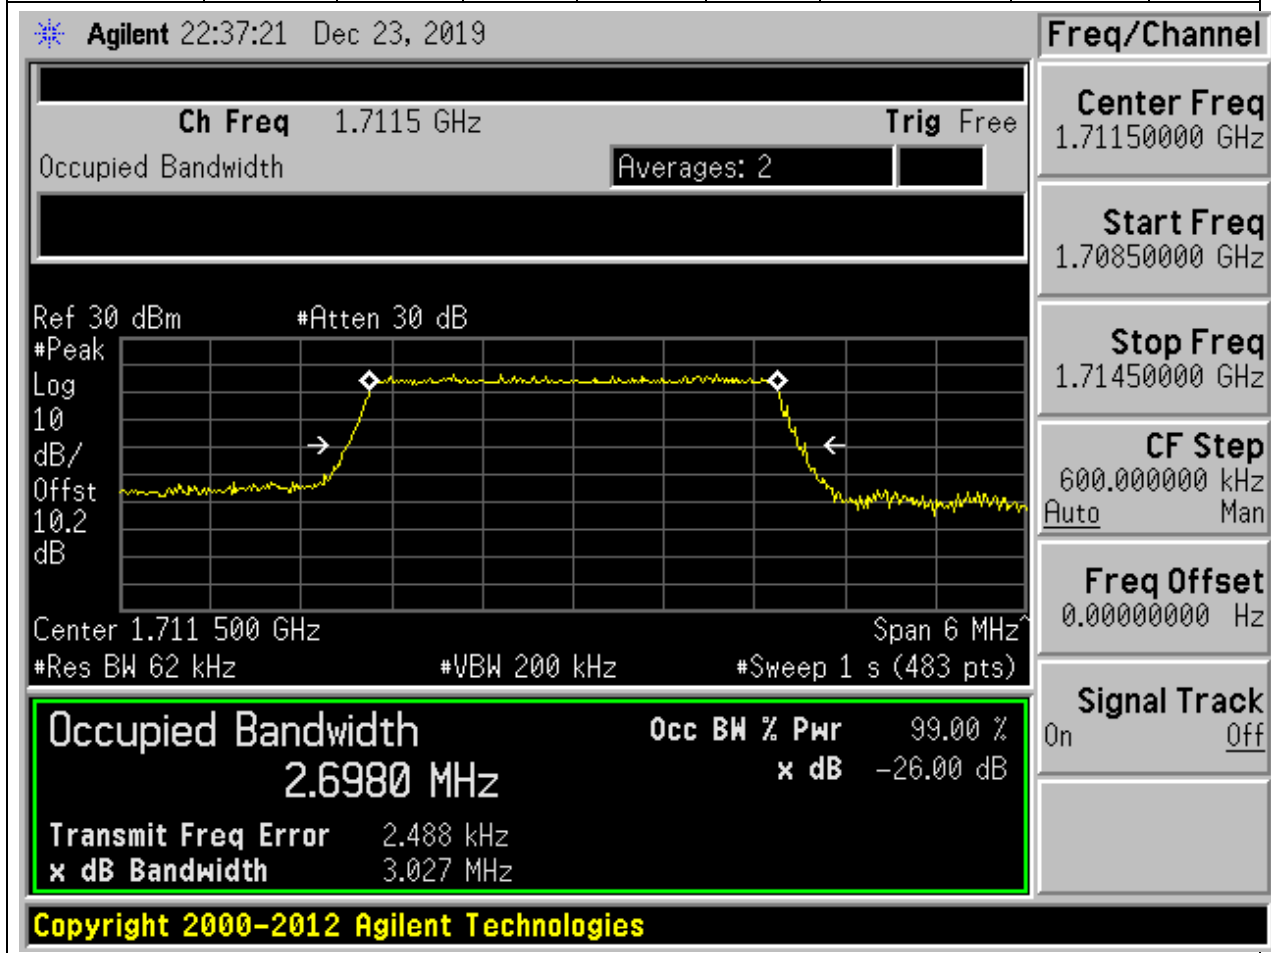 Agilent 22:37:21 Dec 23, 2019
Freq/Channel
Ch Freq 1.7115 GHz Trig Free
Occupied Bandwidth Averages: 2
Ref 30 dBm #Atten 30 dB
#Peak
Log
10
dB/
Offst
10.2
dB
Center 1.711 500 GHz Span 6 MHz^
#Res BW 62 kHz #VBW 200 kHz #Sweep 1 s (483 pts)
Occupied Bandwidth Occ BW % Pwr 99.00 %
2.6980 MHz x dB -26.00 dB
Transmit Freq Error 2.488 kHz
x dB Bandwidth 3.027 MHz
Copyright 2000-2012 Agilent Technologies
Center Freq
1.71150000 GHz
Start Freq
1.70850000 GHz
Stop Freq
1.71450000 GHz
CF Step
600.000000 kHz
Auto Man
Freq Offset
0.00000000 Hz
Signal Track
On Off